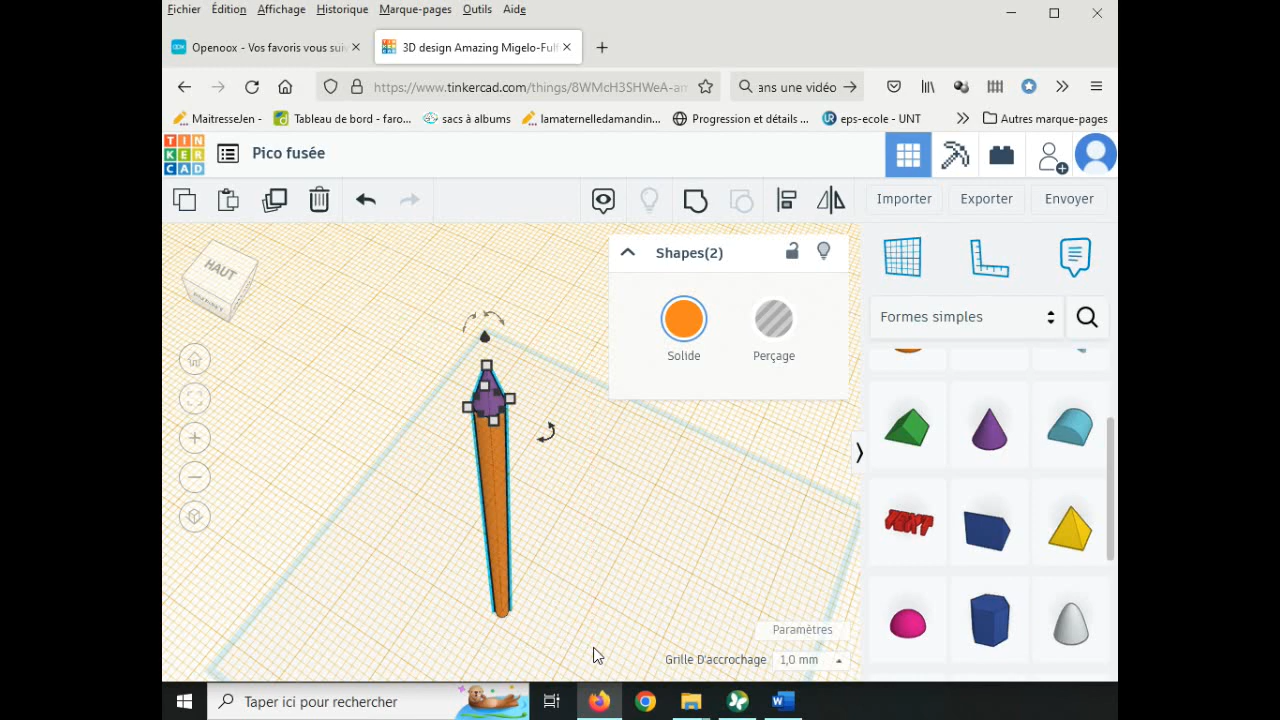 Fichier Édition Affichage Historique Marque-pages Outils Aide
Openoox - Vos favoris vous suiv
3D design Amazing Migelo-Full
https://www.tinkercad.com/things/8WMcH3SHWeA-am
ans une vidéo
MaitresseJen - Tableau de bord - faro... sacs à albums lamaternelledamandin... Progression et détails ... eps-ecole - UNT Autres marque-pages
TIN
KER
CAD
Pico fusée
Importer Exporter Envoyer
HAUT
Shapes(2)
Solide Perçage
Formes simples
TEXT
Paramètres
Grille D'accrochage 1,0 mm
Taper ici pour rechercher
W